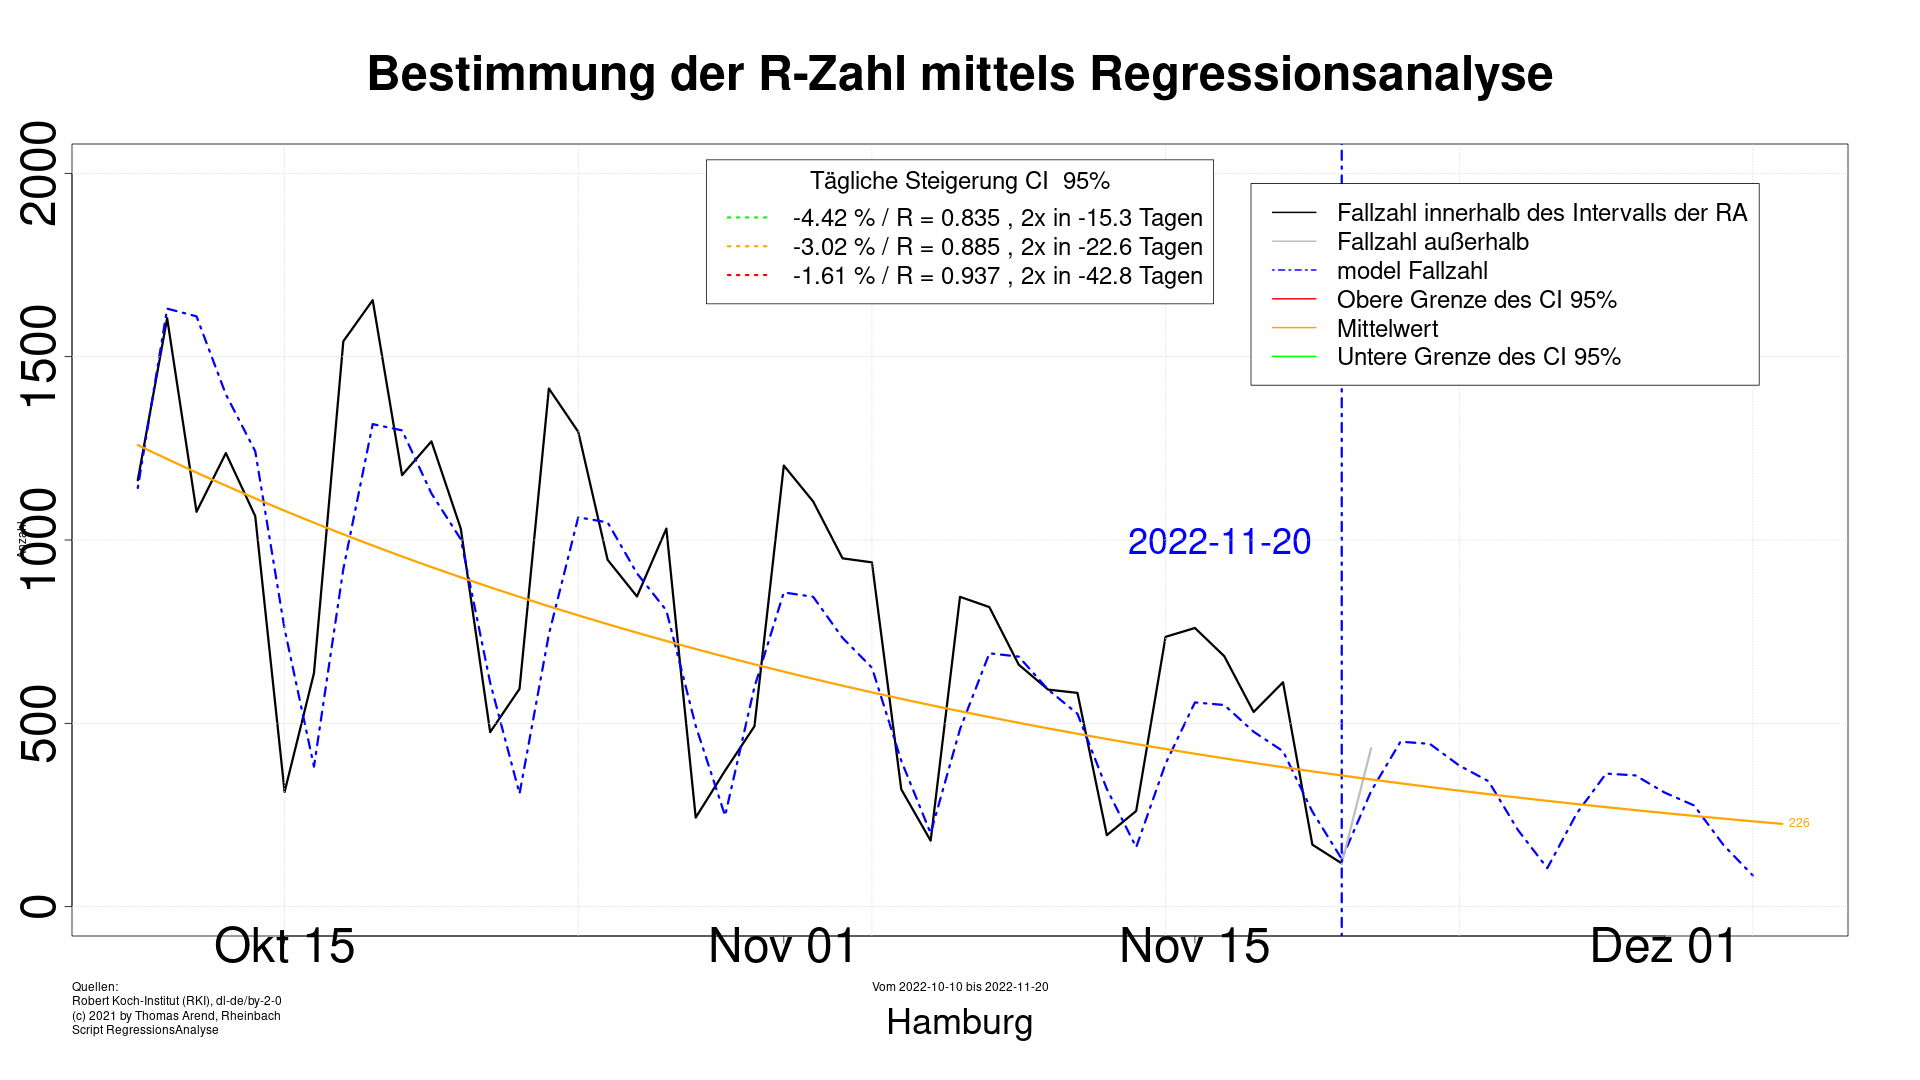 Bestimmung der R-Zahl mittels Regressionsanalyse
Tägliche Steigerung CI 95%
-4.42 % / R = 0.835 , 2x in -15.3 Tagen
-3.02 % / R = 0.885 , 2x in -22.6 Tagen
-1.61 % / R = 0.937 , 2x in -42.8 Tagen
Fallzahl innerhalb des Intervalls der RA
Fallzahl außerhalb
model Fallzahl
Obere Grenze des CI 95%
Mittelwert
Untere Grenze des CI 95%
2000
1500
1000
500
0
Anzahl
2022-11-20
226
Okt 15
Nov 01
Nov 15
Dez 01
Quellen:
Robert Koch-Institut (RKI), dl-de/by-2-0
(c) 2021 by Thomas Arend, Rheinbach
Script RegressionsAnalyse
Vom 2022-10-10 bis 2022-11-20
Hamburg